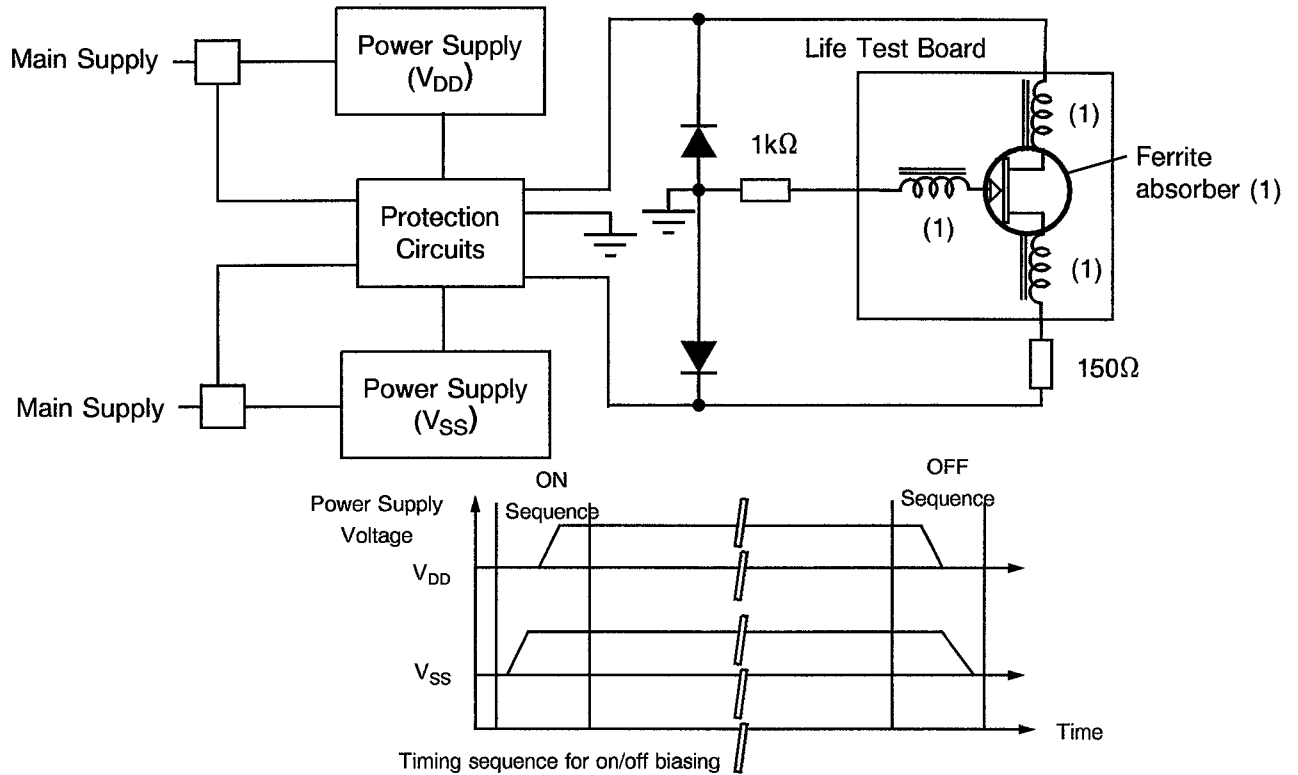 Main Supply
Power Supply
(VDD)
Life Test Board
(1)
1kΩ
Ferrite
absorber (1)
Protection
Circuits
(1)
(1)
Main Supply
Power Supply
(VSS)
150Ω
ON
Sequence
OFF
Sequence
Power Supply
Voltage
VDD
VSS
Time
Timing sequence for on/off biasing